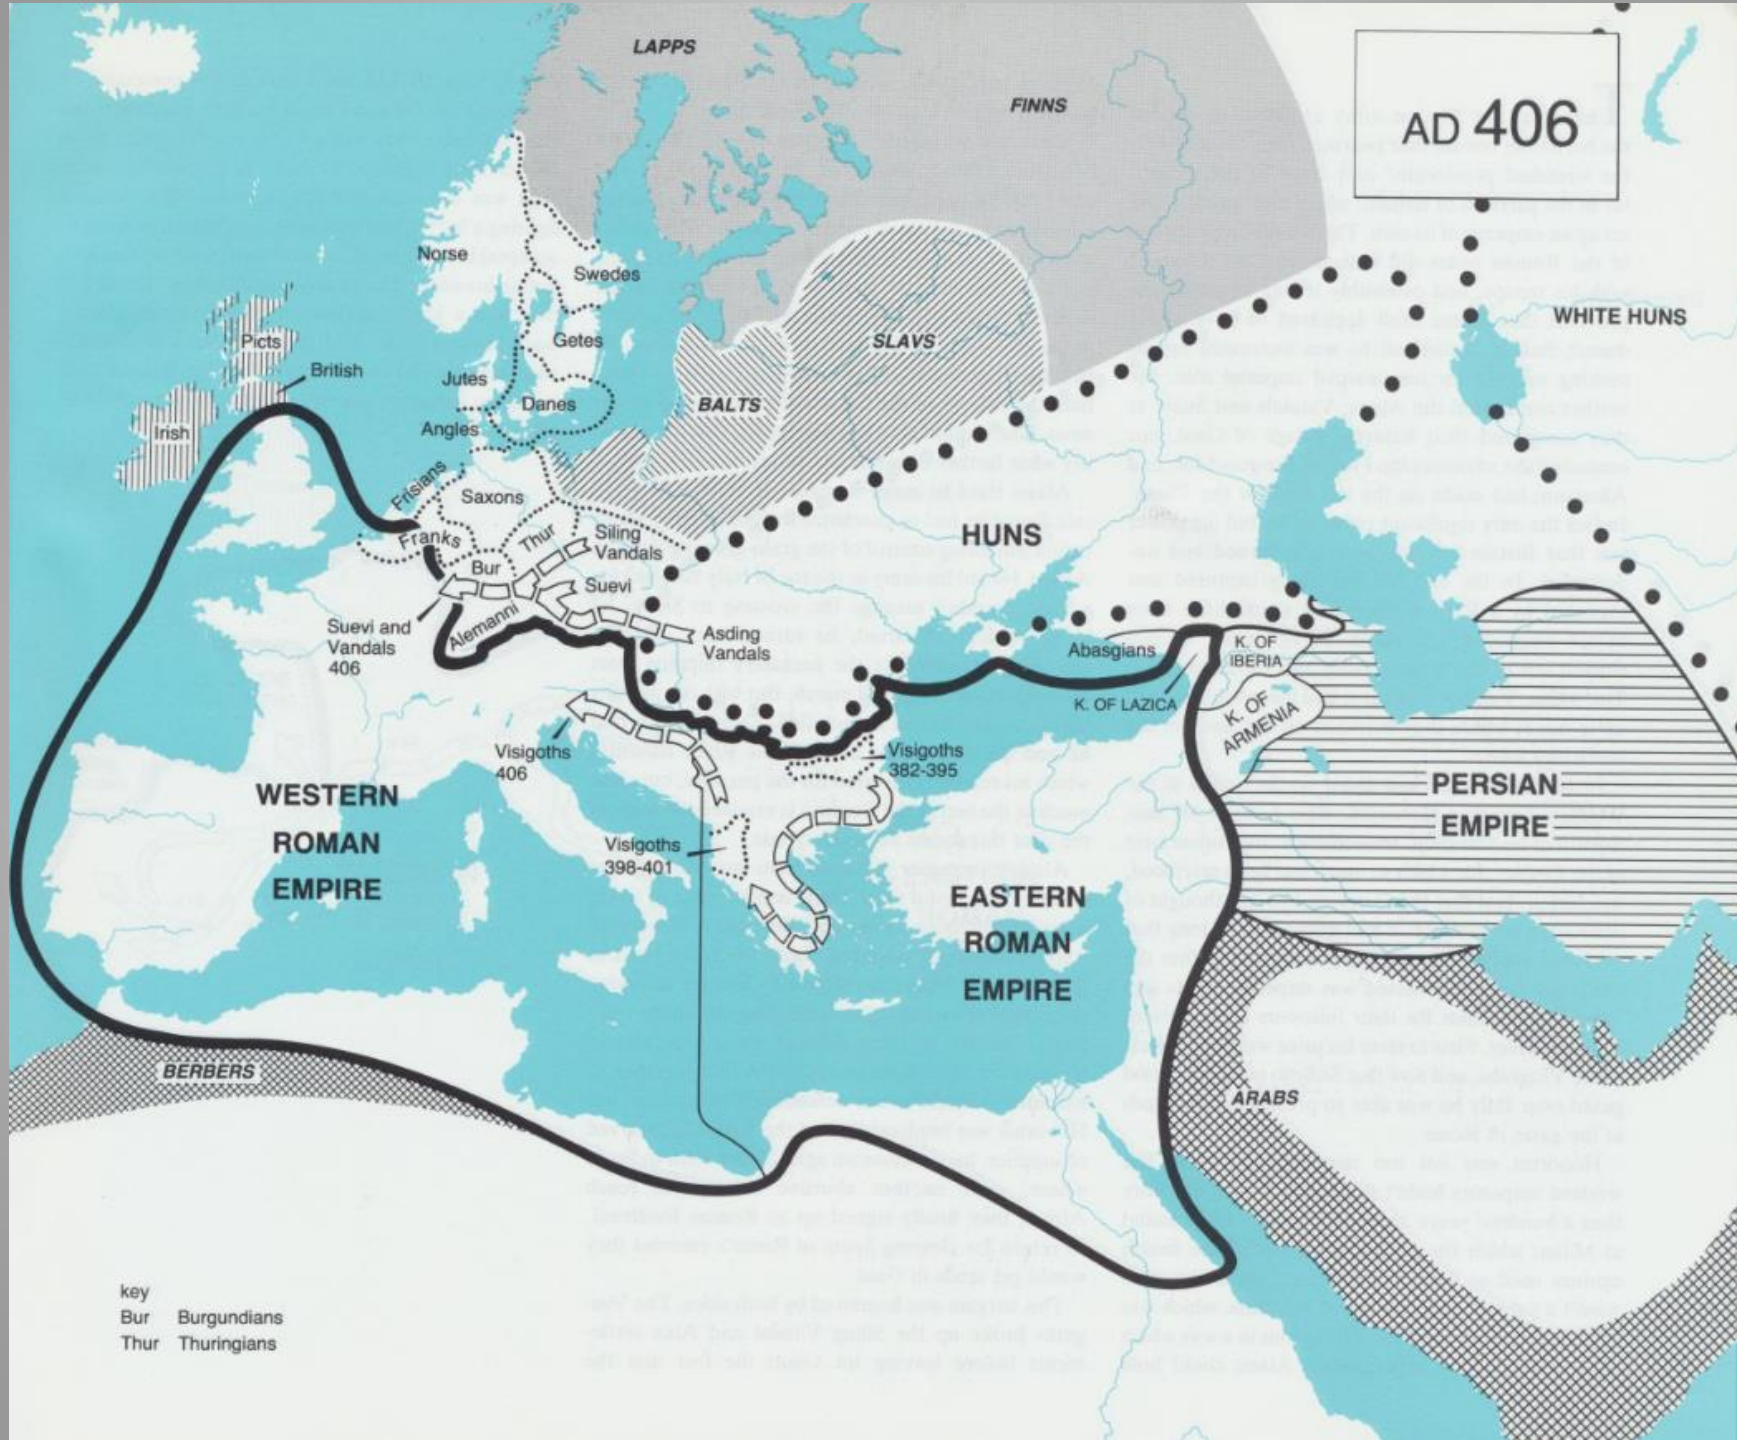 LAPPS
FINNS
AD 406
Norse
Swedes
WHITE HUNS
Picts
British
Getes
SLAVS
Jutes
Danes
BALTS
Irish
Angles
Frisians
Saxons
Franks
Thur
Siling
Vandals
HUNS
Bur
Suevi
Alemanni
Suevi and
Vandals
406
Asding
Vandals
Abasgians
K. OF
IBERIA
K. OF LAZICA
K. OF
ARMENIA
Visigoths
406
Visigoths
382-395
WESTERN
ROMAN
EMPIRE
PERSIAN
EMPIRE
Visigoths
398-401
EASTERN
ROMAN
EMPIRE
BERBERS
ARABS
key
Bur Burgundians
Thur Thuringians